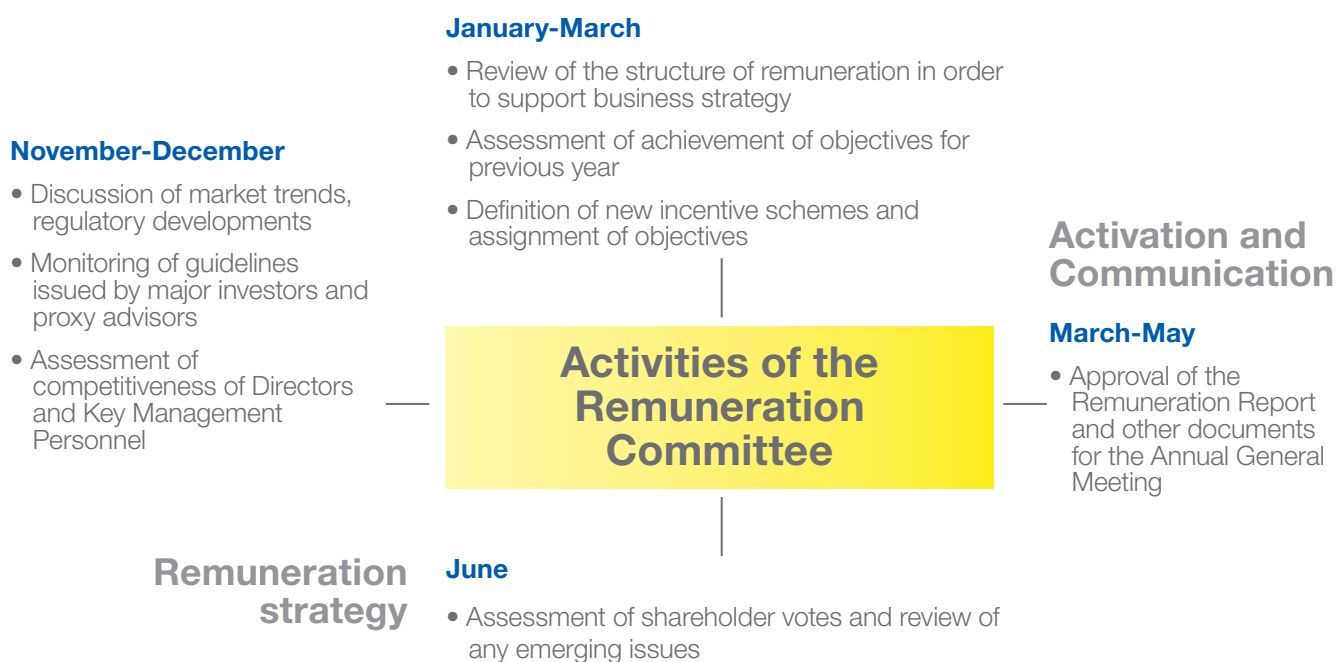 January-March
• Review of the structure of remuneration in order
to support business strategy
• Assessment of achievement of objectives for
previous year
• Definition of new incentive schemes and
assignment of objectives
November-December
• Discussion of market trends,
regulatory developments
• Monitoring of guidelines
issued by major investors and
proxy advisors
• Assessment of
competitiveness of Directors
and Key Management
Personnel
Activities of the
Remuneration
Committee
Activation and
Communication
March-May
• Approval of the
Remuneration Report
and other documents
for the Annual General
Meeting
Remuneration
strategy
June
• Assessment of shareholder votes and review of
any emerging issues